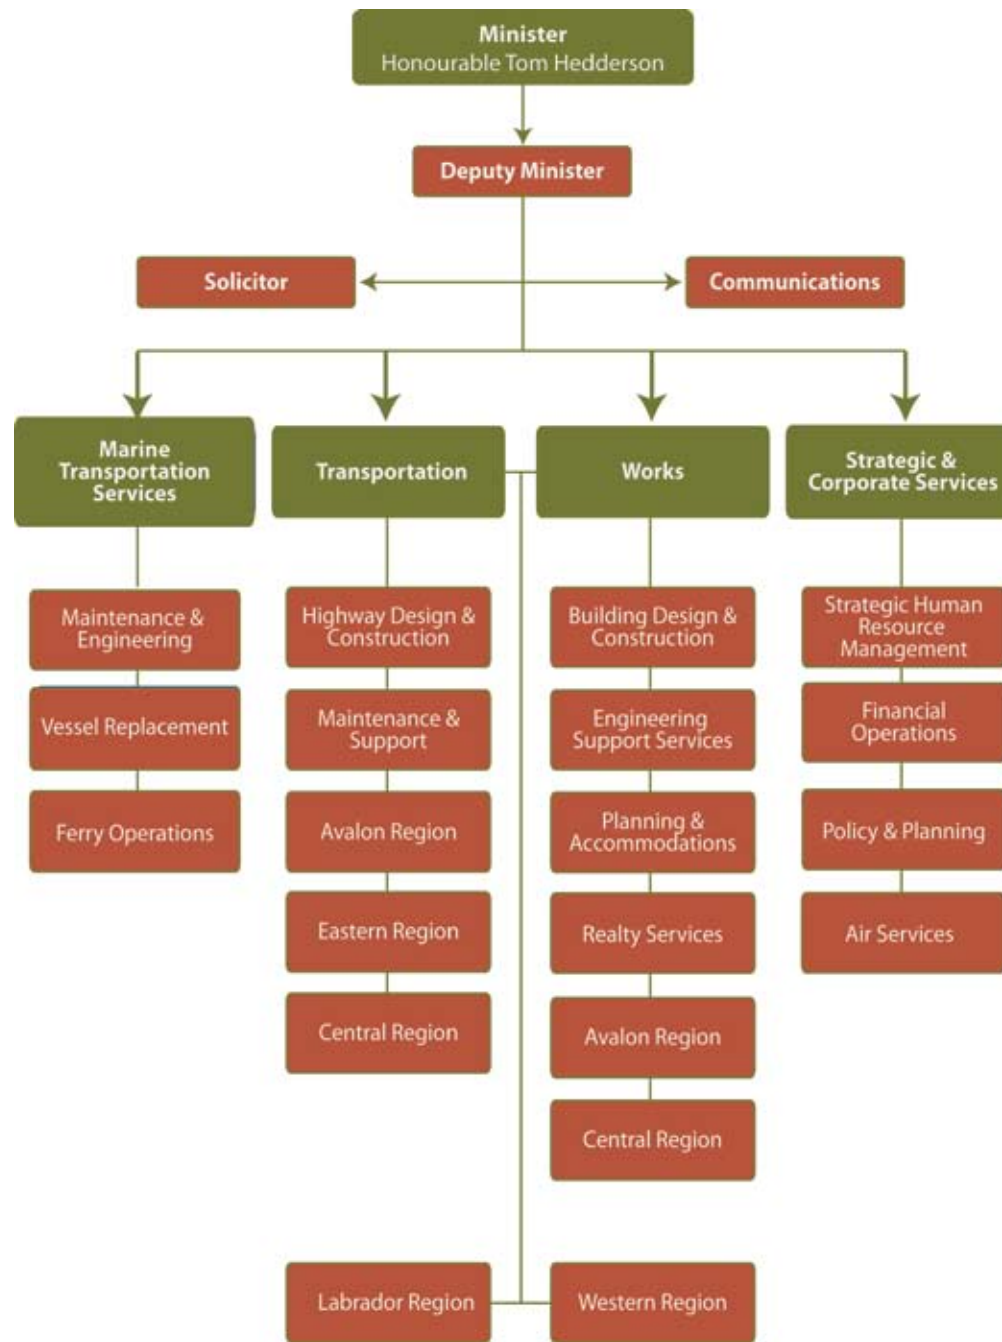 Minister
Honourable Tom Hedderson
Deputy Minister
Solicitor
Communications
Marine
Transportation
Services
Transportation
Works
Strategic &
Corporate Services
Maintenance &
Engineering
Vessel Replacement
Ferry Operations
Highway Design &
Construction
Maintenance &
Support
Avalon Region
Eastern Region
Central Region
Building Design &
Construction
Engineering
Support Services
Planning &
Accommodations
Realty Services
Avalon Region
Central Region
Strategic Human
Resource
Management
Financial
Operations
Policy & Planning
Air Services
Labrador Region
Western Region